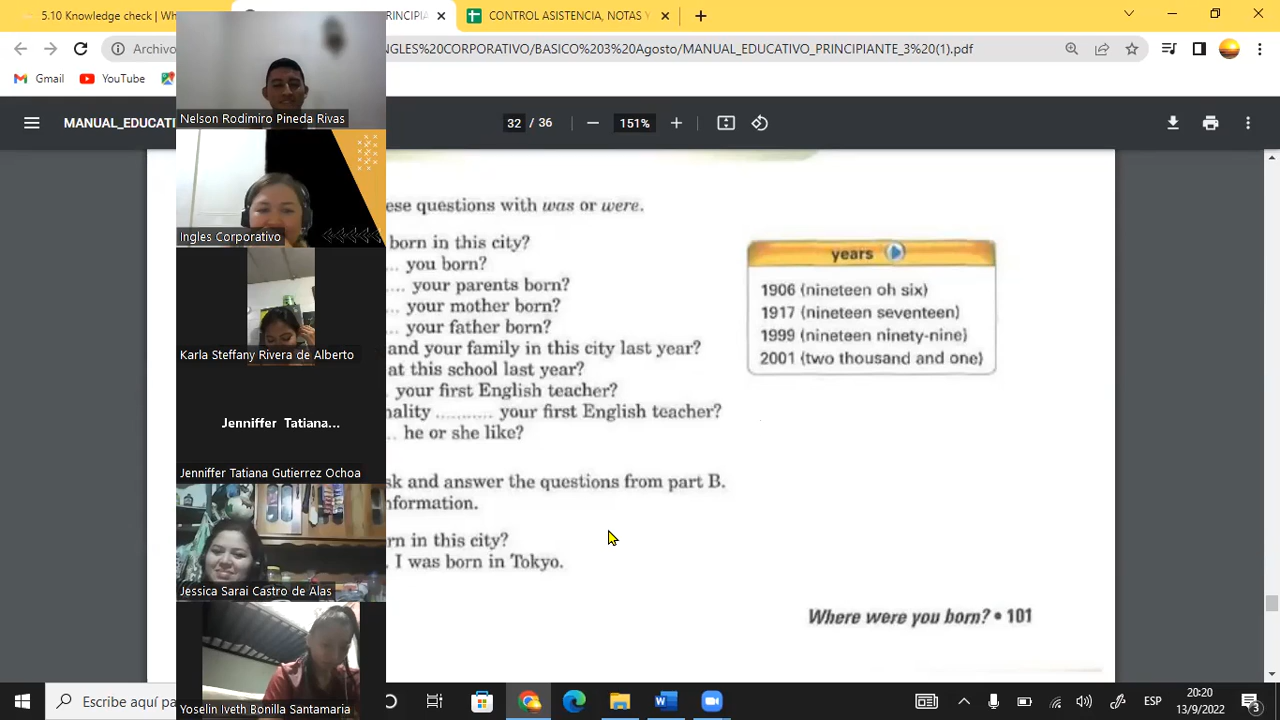 5.10 Knowledge check | Wh
RINCIPIA
CONTROL ASISTENCIA, NOTAS Y
Archivo
NGLES%20CORPORATIVO/BASICO%203%20Agosto/MANUAL_EDUCATIVO_PRINCIPIANTE_3%20(1).pdf
Gmail
YouTube
MANUAL_EDUCATI
32 / 36
151%
Nelson Rodimiro Pineda Rivas
Ingles Corporativo
Karla Steffany Rivera de Alberto
Jenniffer Tatiana...
Jenniffer Tatiana Gutierrez Ochoa
Jessica Sarai Castro de Alas
Yoselin Iveth Bonilla Santamaria
ese questions with was or were.
born in this city?
... you born?
.... your parents born?
... your mother born?
... your father born?
and your family in this city last year?
at this school last year?
. your first English teacher?
nality ........... your first English teacher?
.. he or she like?
sk and answer the questions from part B.
nformation.
rn in this city?
. I was born in Tokyo.
years
1906 (nineteen oh six)
1917 (nineteen seventeen)
1999 (nineteen ninety-nine)
2001 (two thousand and one)
Where were you born? • 101
Escribe aquí pa
ESP
20:20
13/9/2022
3